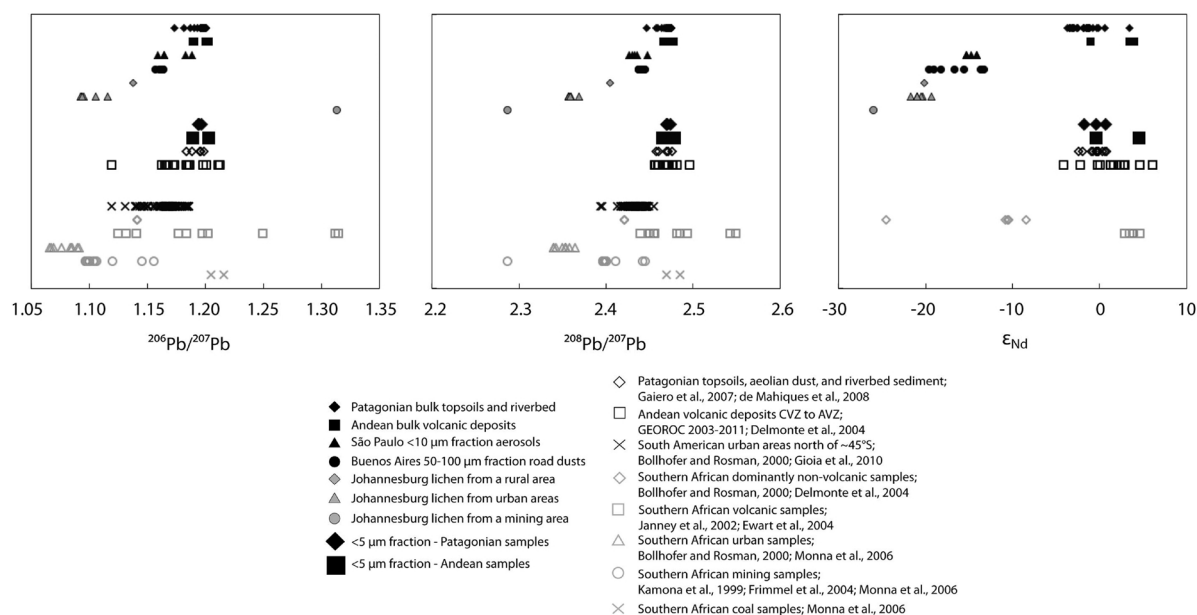 1.05 1.10 1.15 1.20 1.25 1.30 1.35
²⁰⁶Pb/²⁰⁷Pb
2.2 2.3 2.4 2.5 2.6
²⁰⁸Pb/²⁰⁷Pb
-30 -20 -10 0 10
εNd
Patagonian bulk topsoils and riverbed
Andean bulk volcanic deposits
São Paulo <10 µm fraction aerosols
Buenos Aires 50-100 µm fraction road dusts
Johannesburg lichen from a rural area
Johannesburg lichen from urban areas
Johannesburg lichen from a mining area
<5 µm fraction - Patagonian samples
<5 µm fraction - Andean samples
Patagonian topsoils, aeolian dust, and riverbed sediment;
Gaiero et al., 2007; de Mahiques et al., 2008
Andean volcanic deposits CVZ to AVZ;
GEOROC 2003-2011; Delmonte et al., 2004
South American urban areas north of ~45°S;
Bollhofer and Rosman, 2000; Gioia et al., 2010
Southern African dominantly non-volcanic samples;
Bollhofer and Rosman, 2000; Delmonte et al., 2004
Southern African volcanic samples;
Janney et al., 2002; Ewart et al., 2004
Southern African urban samples;
Bollhofer and Rosman, 2000; Monna et al., 2006
Southern African mining samples;
Kamona et al., 1999; Frimmel et al., 2004; Monna et al., 2006
Southern African coal samples; Monna et al., 2006